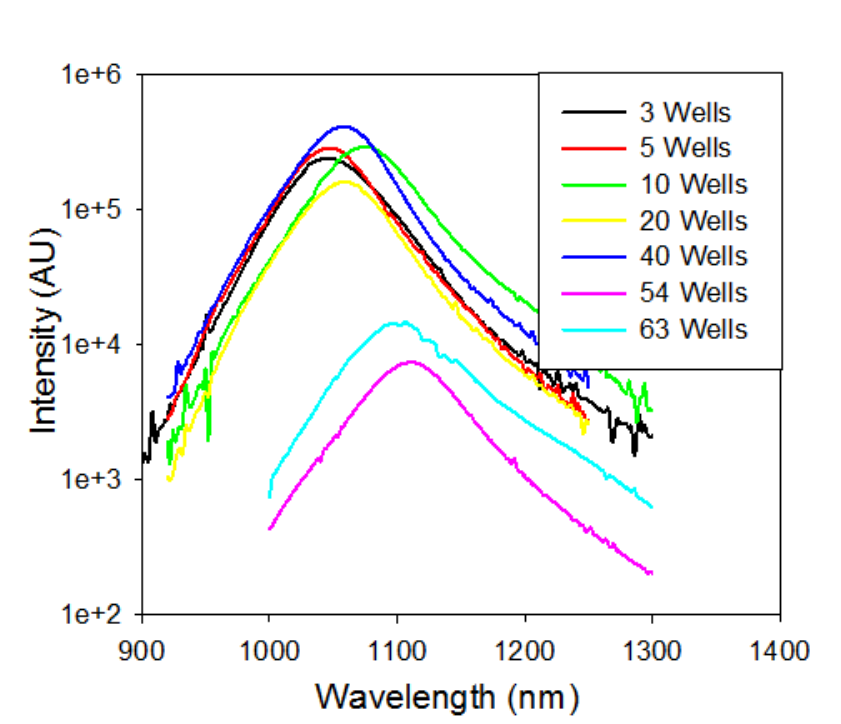 1e+6
1e+5
1e+4
1e+3
1e+2
Intensity (AU)
3 Wells
5 Wells
10 Wells
20 Wells
40 Wells
54 Wells
63 Wells
900 1000 1100 1200 1300 1400
Wavelength (nm)